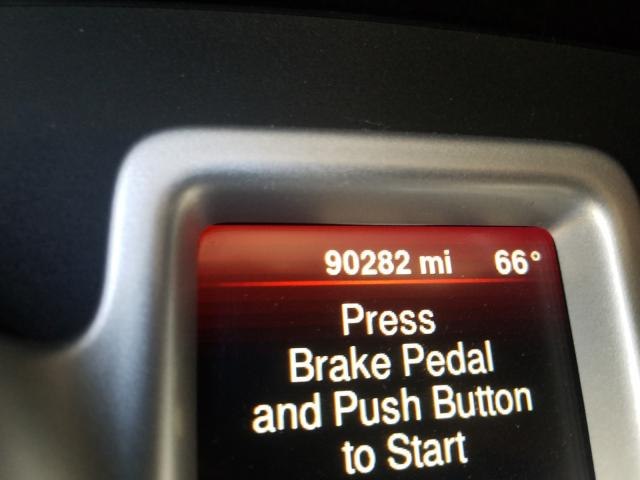 90282 mi 66°
Press
Brake Pedal
and Push Button
to Start